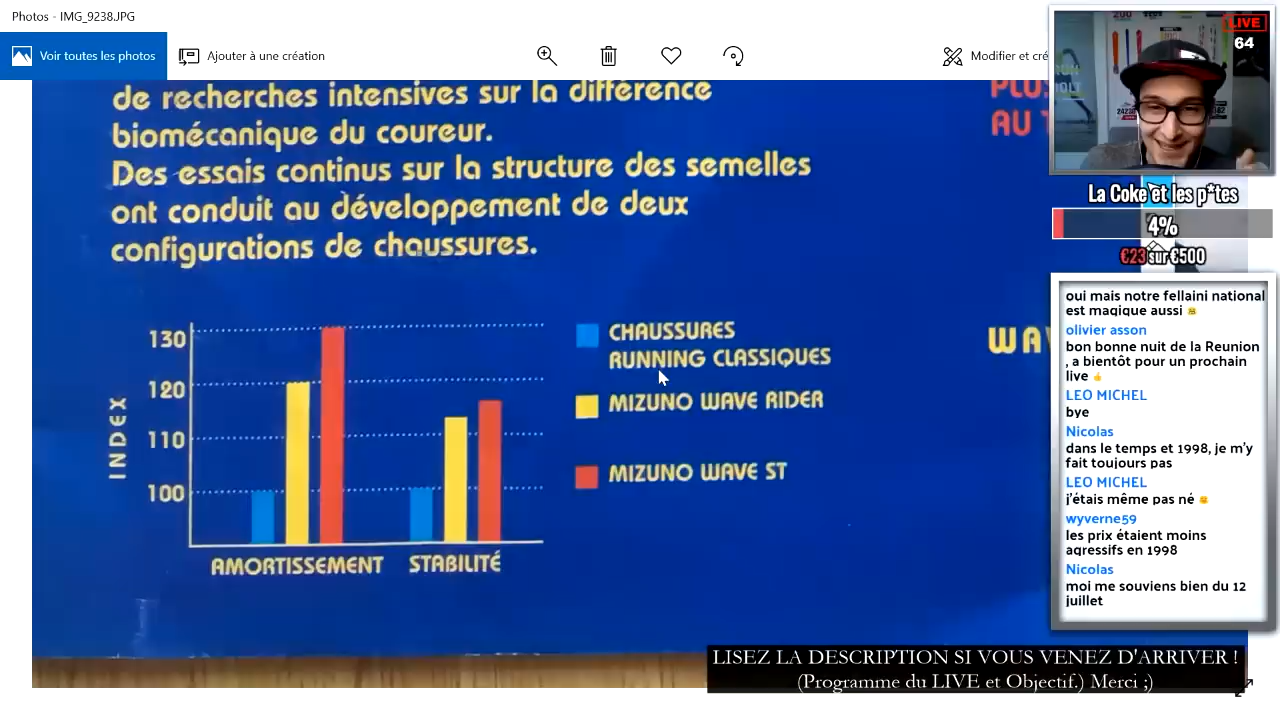 Photos - IMG_9238.JPG
Voir toutes les photos
Ajouter à une création
Modifier et cré
de recherches intensives sur la différence
biomécanique du coureur.
Des essais continus sur la structure des semelles
ont conduit au développement de deux
configurations de chaussures.
130
120
110
100
INDEX
AMORTISSEMENT
STABILITÉ
CHAUSSURES
RUNNING CLASSIQUES
MIZUNO WAVE RIDER
MIZUNO WAVE ST
AU
WA
LIVE
64
La Coke et les p*tes
4%
€23 sur €500
oui mais notre fellaini national
est magique aussi
olivier asson
bon bonne nuit de la Reunion
, a bientôt pour un prochain
live
LEO MICHEL
bye
Nicolas
dans le temps et 1998, je m'y
fait toujours pas
LEO MICHEL
j'étais même pas né
wyverne59
les prix étaient moins
agressifs en 1998
Nicolas
moi me souviens bien du 12
juillet
LISEZ LA DESCRIPTION SI VOUS VENEZ D'ARRIVER !
(Programme du LIVE et Objectif.) Merci ;)